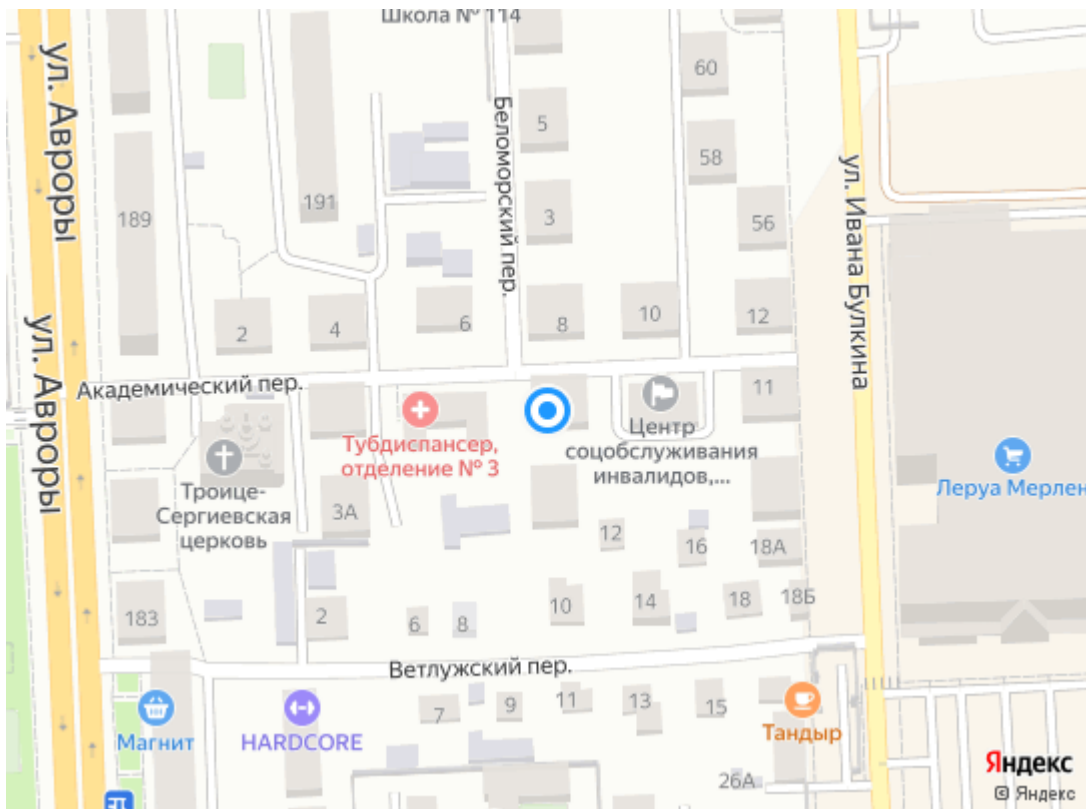 Школа № 114
ул. Авроры
60
5
Беломорский пер.
58
ул. Ивана Булкина
191
189
3
56
2
4
6
8
10
12
ул. Авроры
Академический пер.
11
Тубдиспансер,
отделение № 3
Центр
соцобслуживания
инвалидов,...
Троице-
Сергиевская
церковь
Леруа Мерлен
3А
12
16
18А
183
2
6
8
10
14
18
18Б
Ветлужский пер.
7
9
11
13
15
Магнит
HARDCORE
Тандыр
26А
Яндекс
© Яндекс